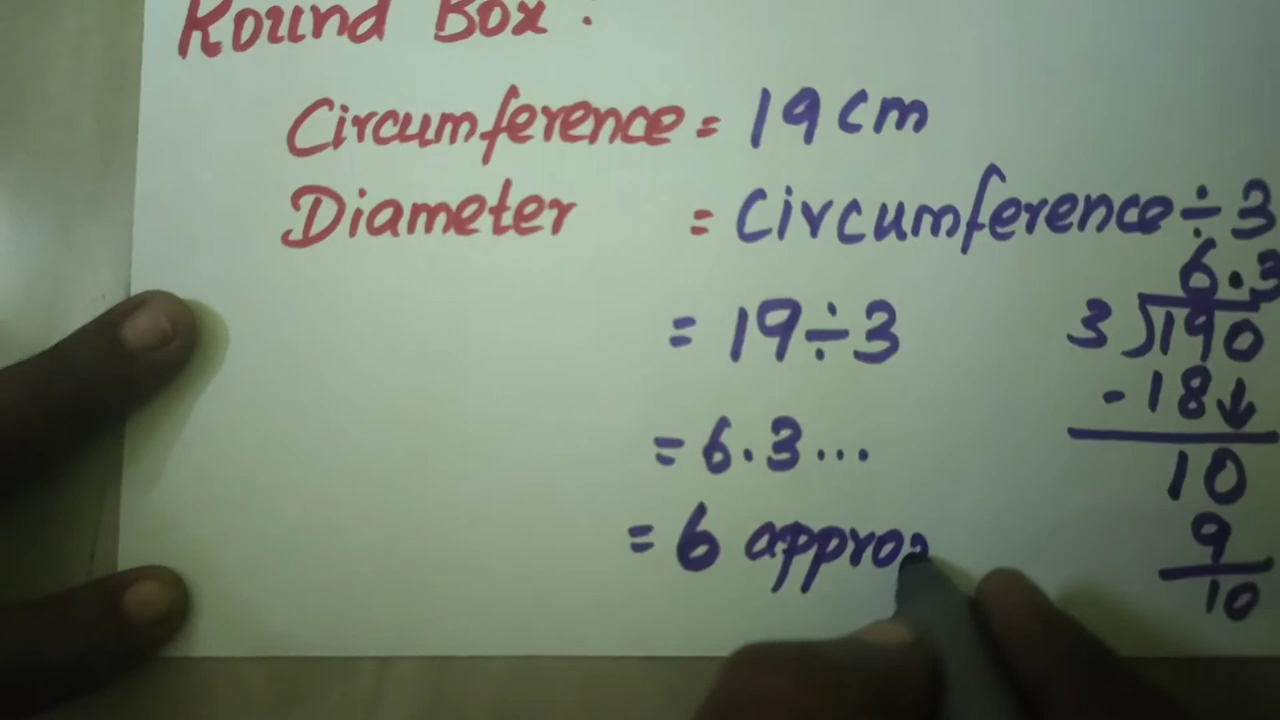 Round Box :
Circumference = 19 cm
Diameter = Circumference ÷ 3
= 19 ÷ 3
= 6.3...
= 6 appro
6.3
3 190
- 18 ↓
10
9
10